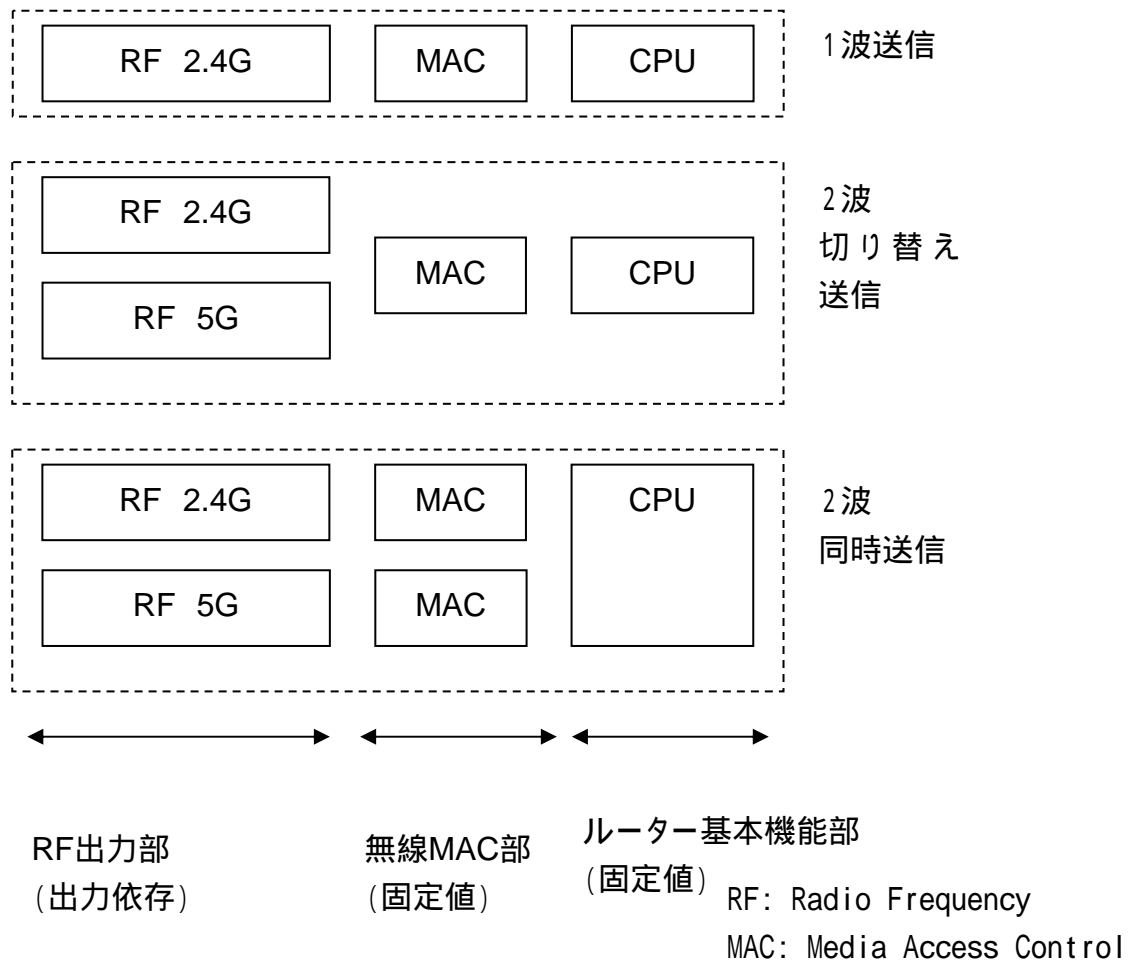 RF 2.4G
MAC
CPU
1波送信
RF 2.4G
RF 5G
MAC
CPU
2波
切り替え
送信
RF 2.4G
MAC
CPU
RF 5G
MAC
2波
同時送信
RF出力部
(出力依存)
無線MAC部
(固定値)
ルーター基本機能部
(固定値)
RF: Radio Frequency
MAC: Media Access Control